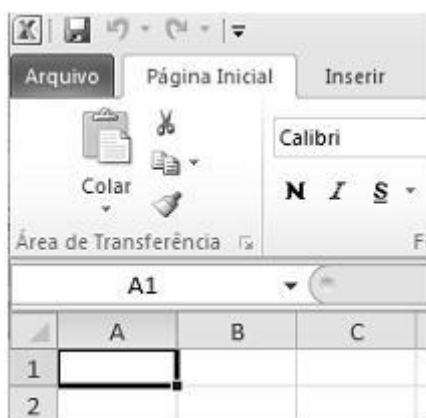 Arquivo Página Inicial Inserir
Calibri
Colar
N I S
Área de Transferência F
A1
A B C
1
2